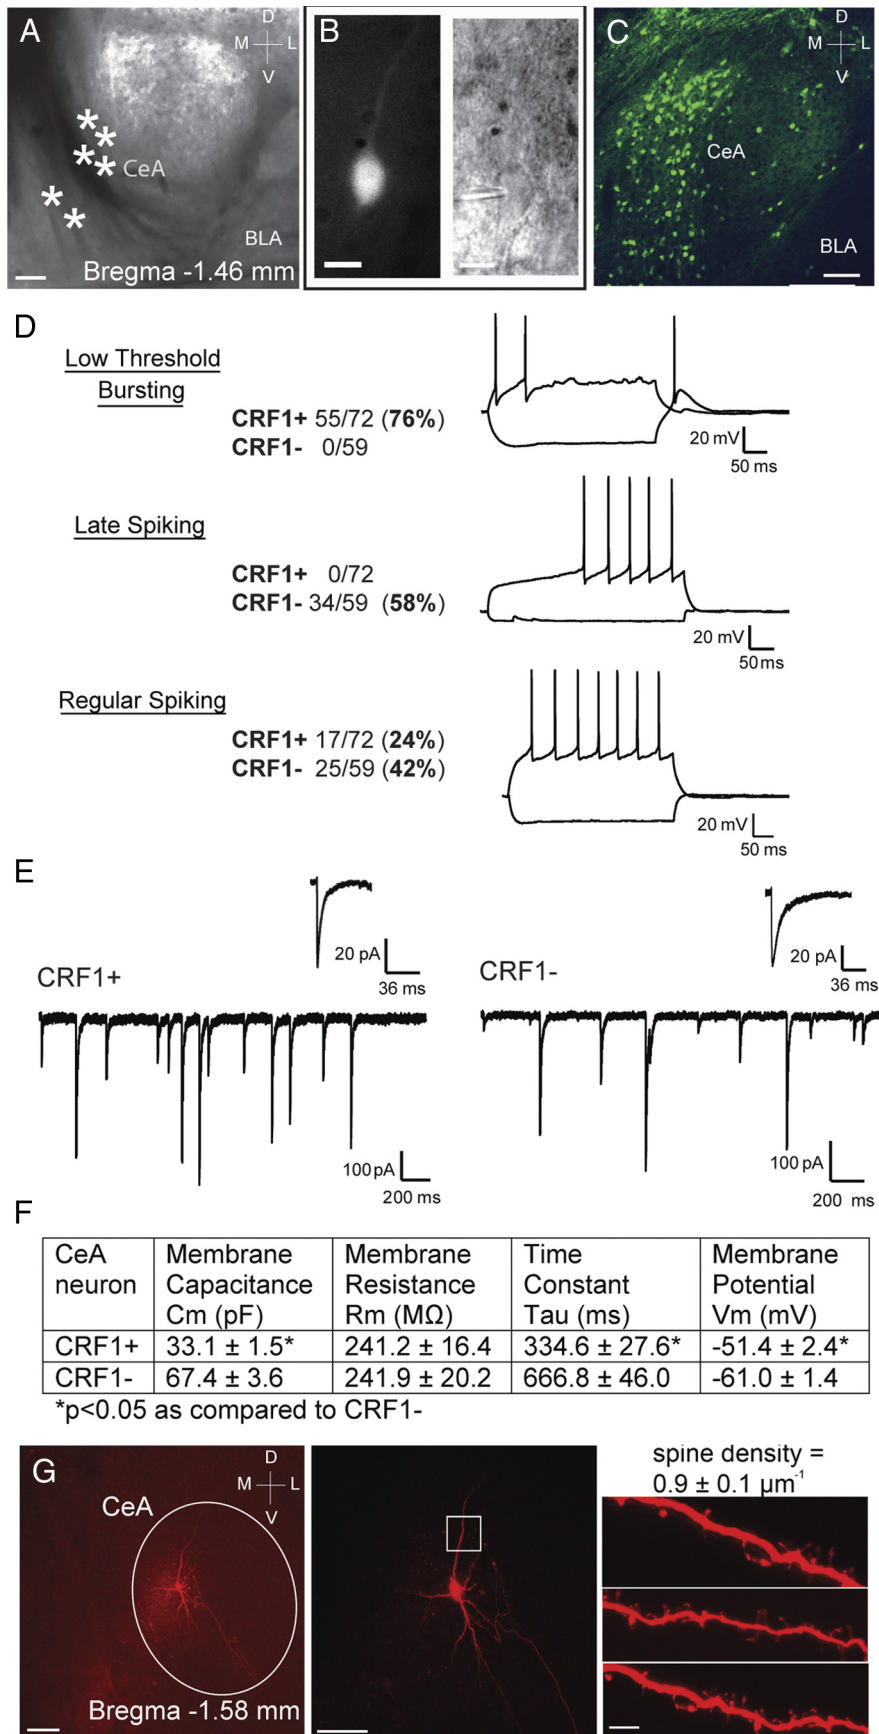 A
D
M L
V
* * * * * *
CeA
BLA
Bregma -1.46 mm
B
C
D
M L
V
CeA
BLA
D
Low Threshold
Bursting
CRF1+ 55/72 (76%)
CRF1- 0/59
20 mV
50 ms
Late Spiking
CRF1+ 0/72
CRF1- 34/59 (58%)
20 mV
50 ms
Regular Spiking
CRF1+ 17/72 (24%)
CRF1- 25/59 (42%)
20 mV
50 ms
E
CRF1+
20 pA
36 ms
100 pA
200 ms
CRF1-
20 pA
36 ms
100 pA
200 ms
F
CeA neuron
Membrane Capacitance Cm (pF)
Membrane Resistance Rm (MΩ)
Time Constant Tau (ms)
Membrane Potential Vm (mV)
CRF1+ 33.1 ± 1.5* 241.2 ± 16.4 334.6 ± 27.6* -51.4 ± 2.4*
CRF1- 67.4 ± 3.6 241.9 ± 20.2 666.8 ± 46.0 -61.0 ± 1.4
*p<0.05 as compared to CRF1-
G
D
M L
V
CeA
Bregma -1.58 mm
spine density =
0.9 ± 0.1 µm⁻¹